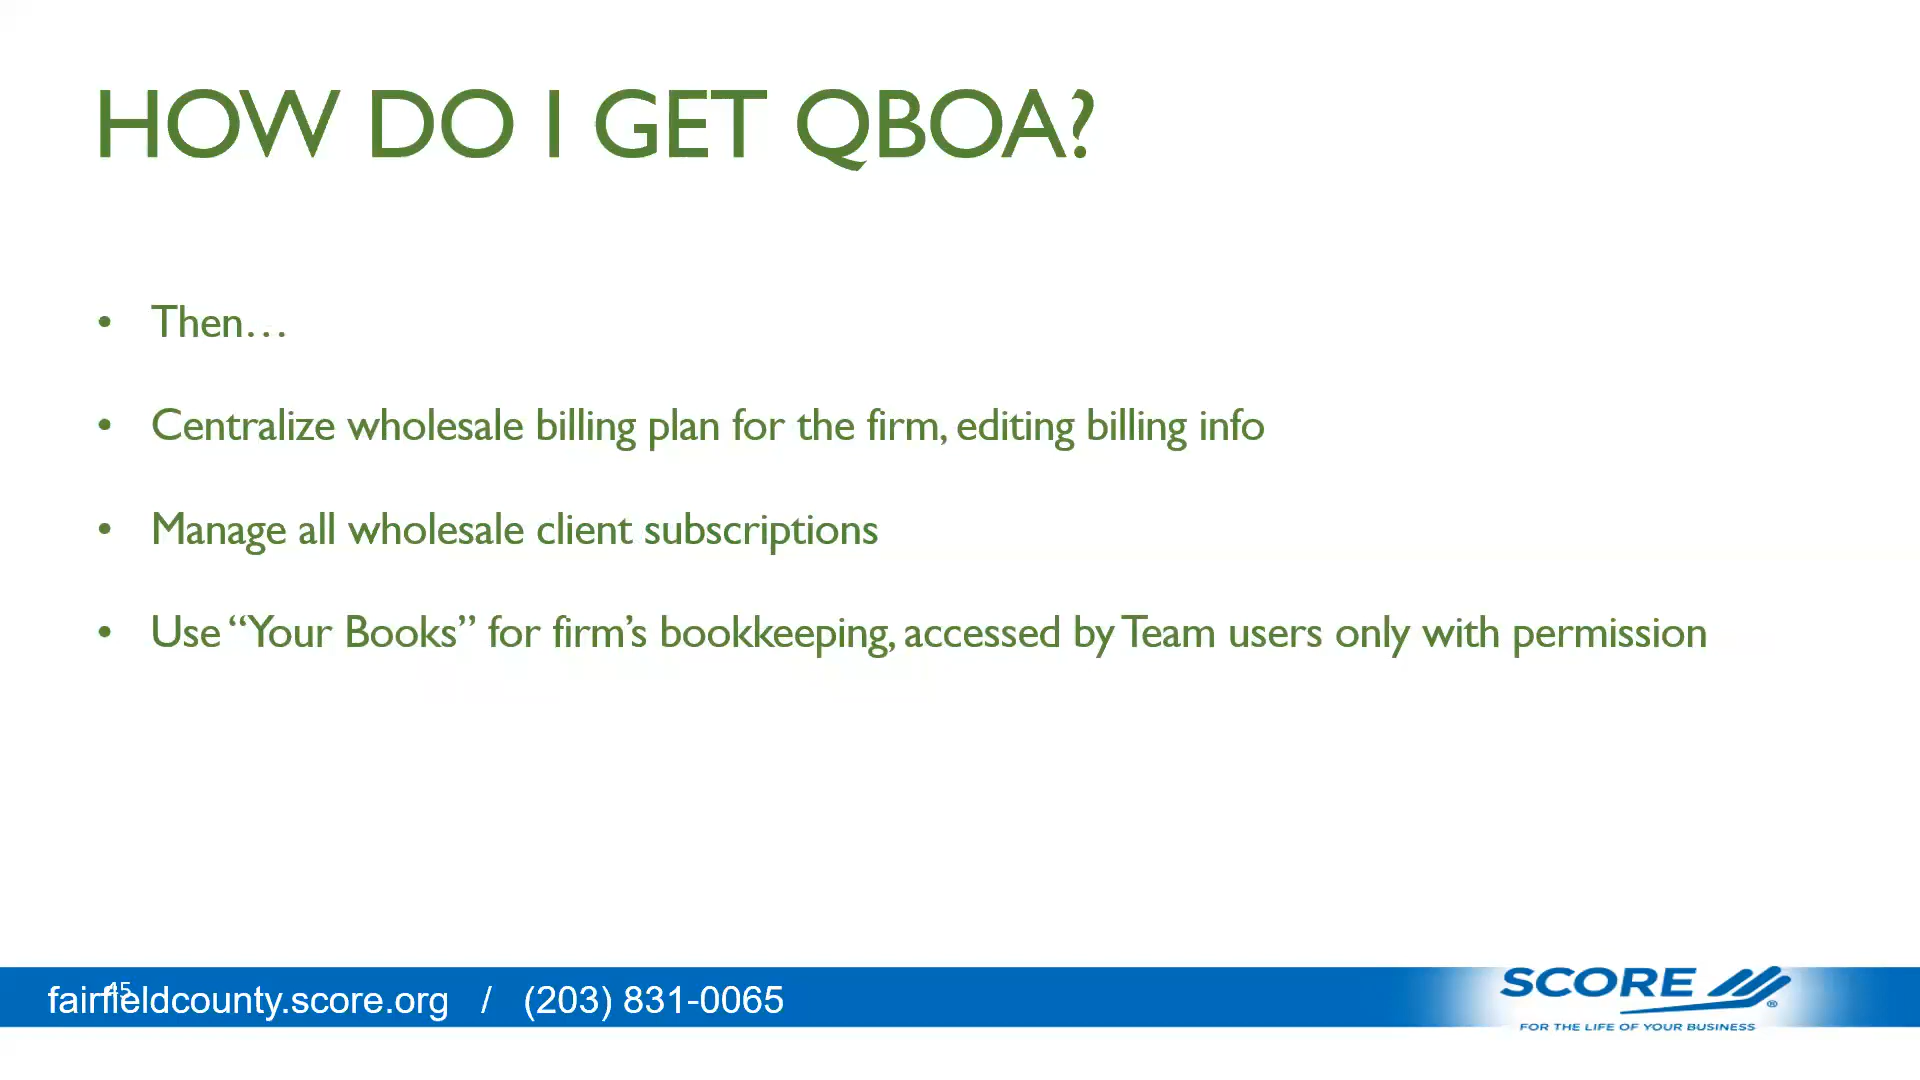 HOW DO I GET QBOA?
• Then…
• Centralize wholesale billing plan for the firm, editing billing info
• Manage all wholesale client subscriptions
• Use “Your Books” for firm’s bookkeeping, accessed by Team users only with permission
45
fairfieldcounty.score.org / (203) 831-0065
SCORE ®
FOR THE LIFE OF YOUR BUSINESS